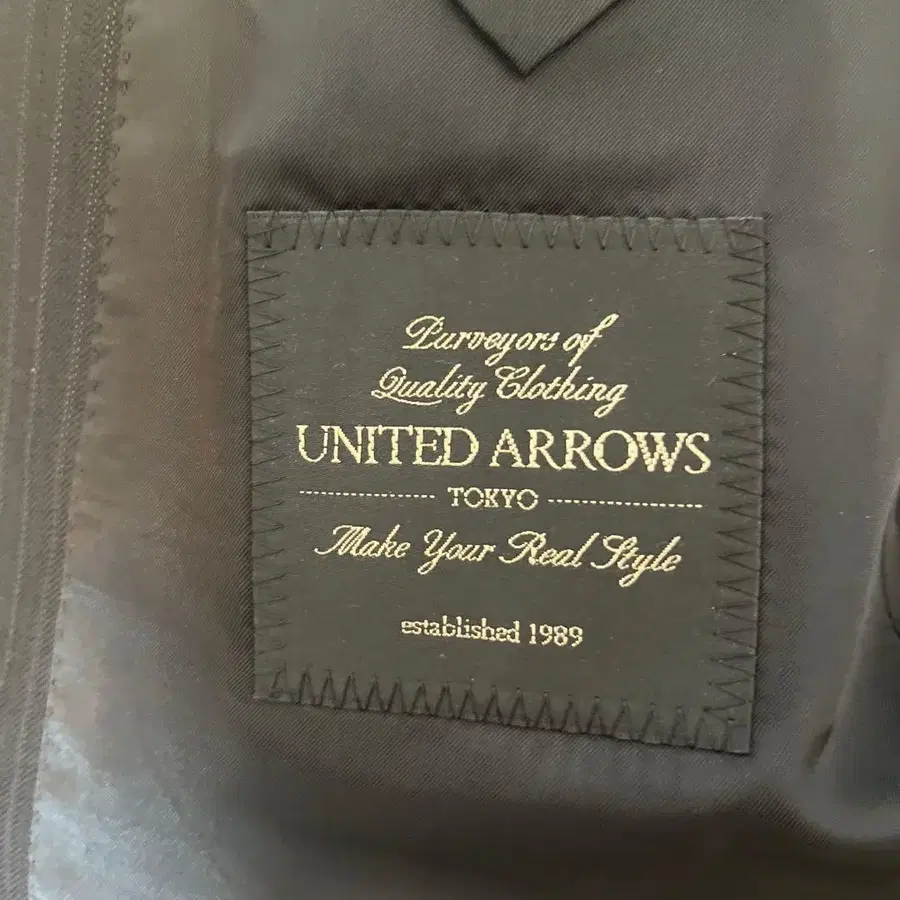 Purveyors of
Quality Clothing
UNITED ARROWS
TOKYO
Make Your Real Style
established 1989